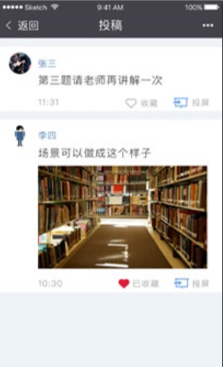 Sketch 9:41 AM 100%
返回 投稿
张三
第三题请老师再讲解一次
11:31 收藏 投屏
李四
场景可以做成这个样子
10:30 已收藏 投屏